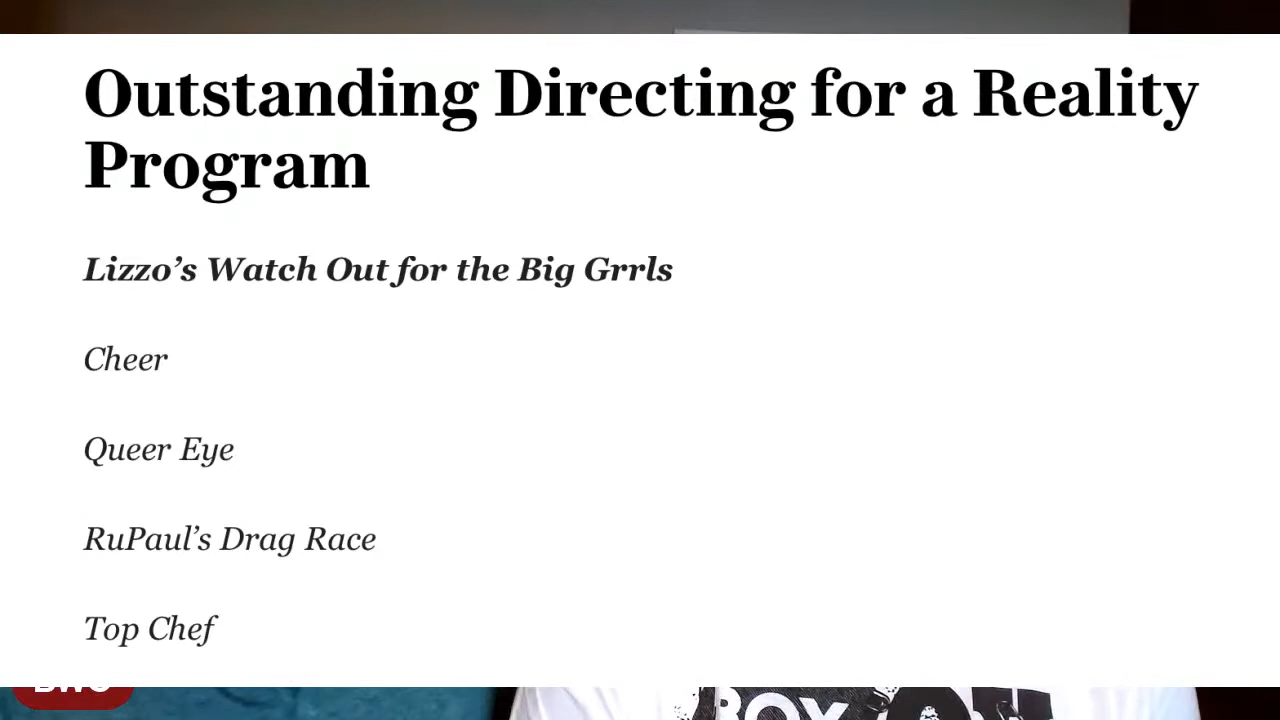 Outstanding Directing for a Reality
Program
Lizzo’s Watch Out for the Big Grrls
Cheer
Queer Eye
RuPaul’s Drag Race
Top Chef